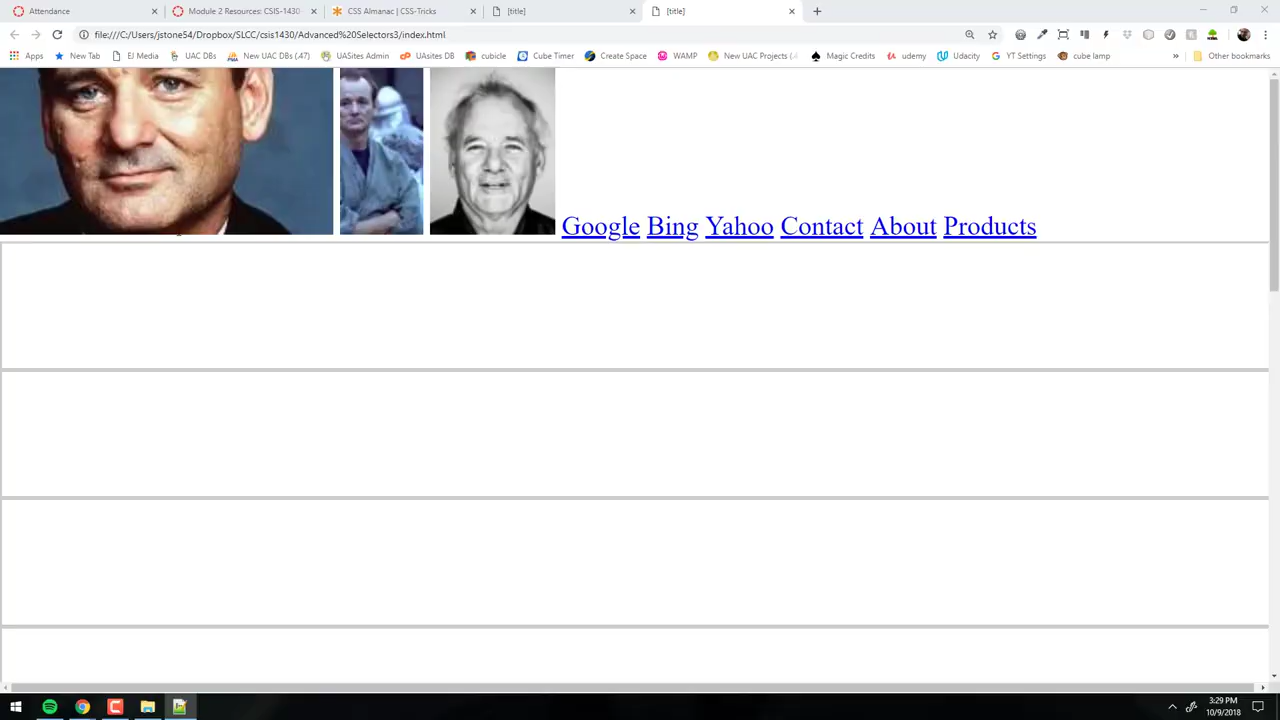 Attendance
Module 2 Resources: CSIS-1430
CSS Almanac | CSS-Tricks
[title]
[title]
file:///C:/Users/jstone54/Dropbox/SLCC/csis1430/Advanced%20Selectors3/index.html
Apps New Tab EJ Media UAC DBs New UAC DBs (.47) UASites Admin UAsites DB cubicle Cube Timer Create Space WAMP New UAC Projects (. Magic Credits udemy Udacity YT Settings cube lamp » Other bookmarks
Google Bing Yahoo Contact About Products
3:29 PM
10/9/2018